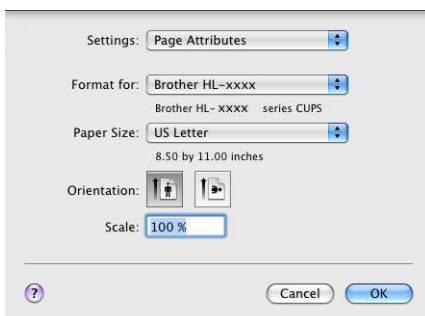 Settings: Page Attributes
Format for: Brother HL-xxxx
Brother HL- xxxx series CUPS
Paper Size: US Letter
8.50 by 11.00 inches
Orientation:
Scale: 100 %
? Cancel OK